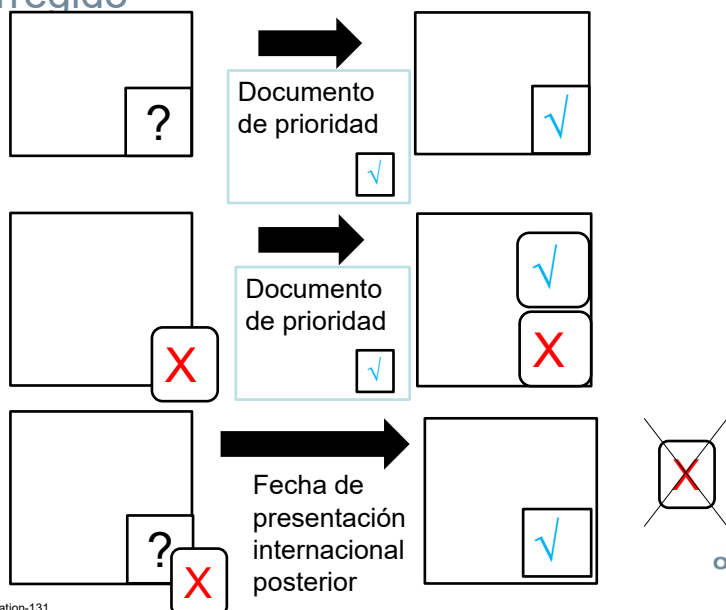 ?
Documento
de prioridad
√
√
X
Documento
de prioridad
√
√
X
?
X
Fecha de
presentación
internacional
posterior
√
X